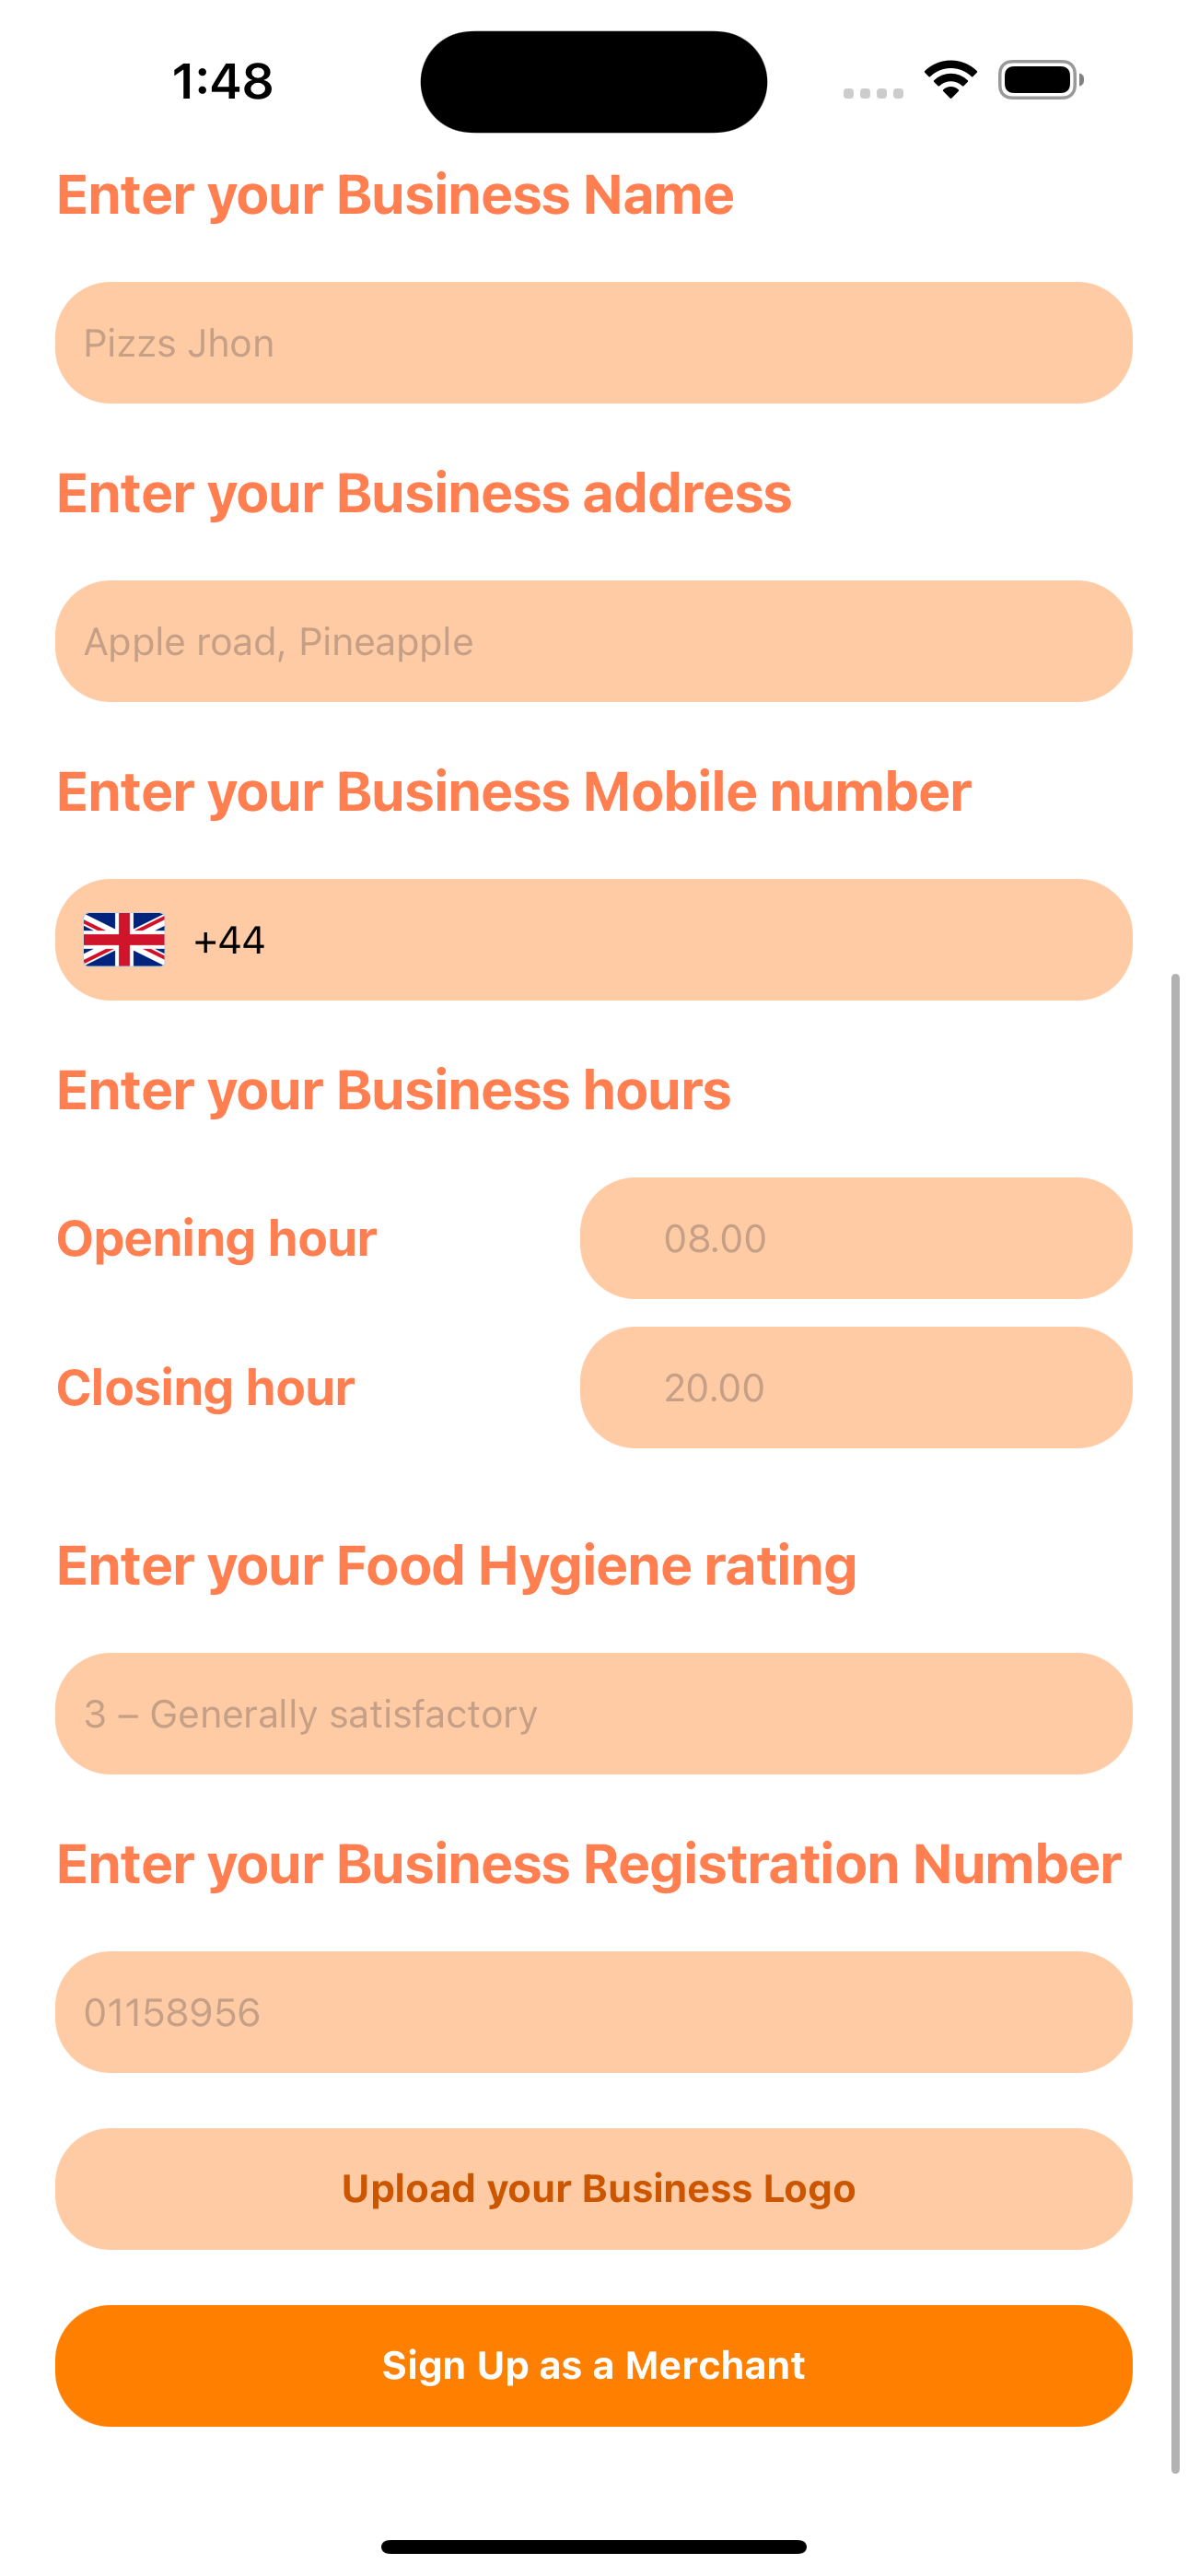 1:48
Enter your Business Name
Pizzs Jhon
Enter your Business address
Apple road, Pineapple
Enter your Business Mobile number
+44
Enter your Business hours
Opening hour
08.00
Closing hour
20.00
Enter your Food Hygiene rating
3 – Generally satisfactory
Enter your Business Registration Number
01158956
Upload your Business Logo
Sign Up as a Merchant